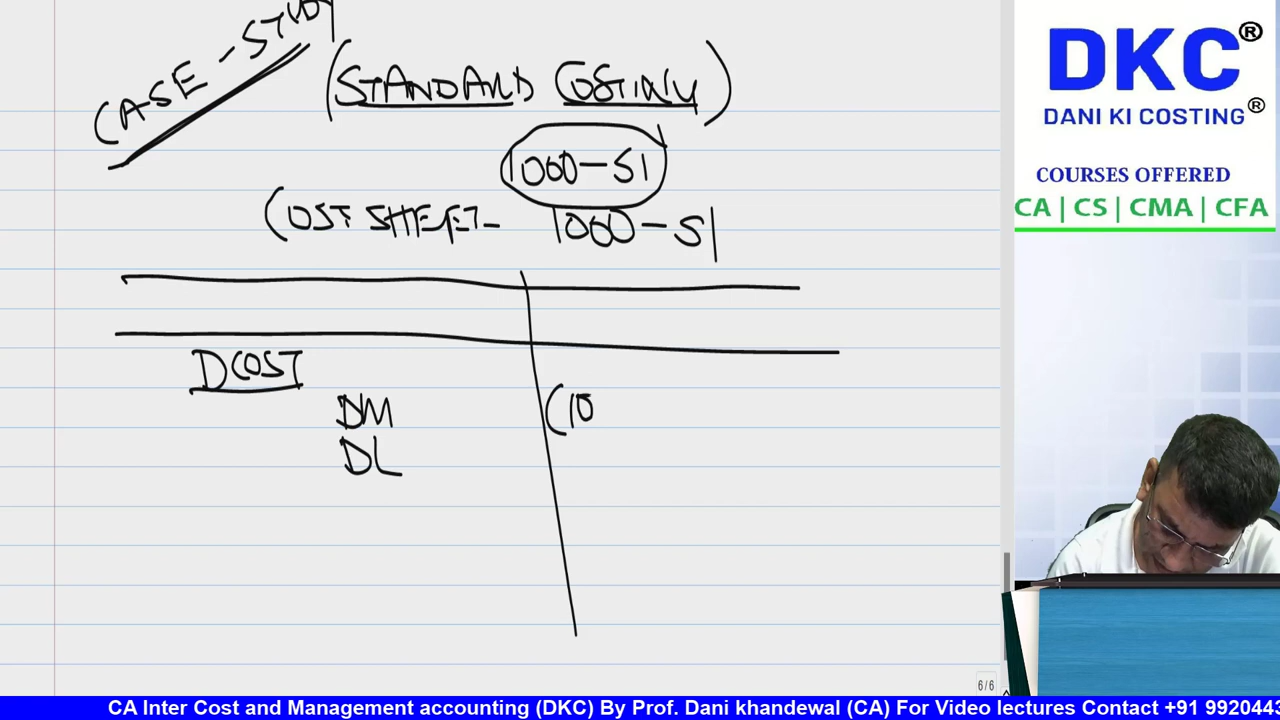 CASE-STUDY
(STANDARD COSTING)
1000-S1
COST SHEET- 1000-S1
D COST
DM (10
DL
6/6
DKC®
DANI KI COSTING®
COURSES OFFERED
CA | CS | CMA | CFA
CA Inter Cost and Management accounting (DKC) By Prof. Dani khandewal (CA) For Video lectures Contact +91 9920443